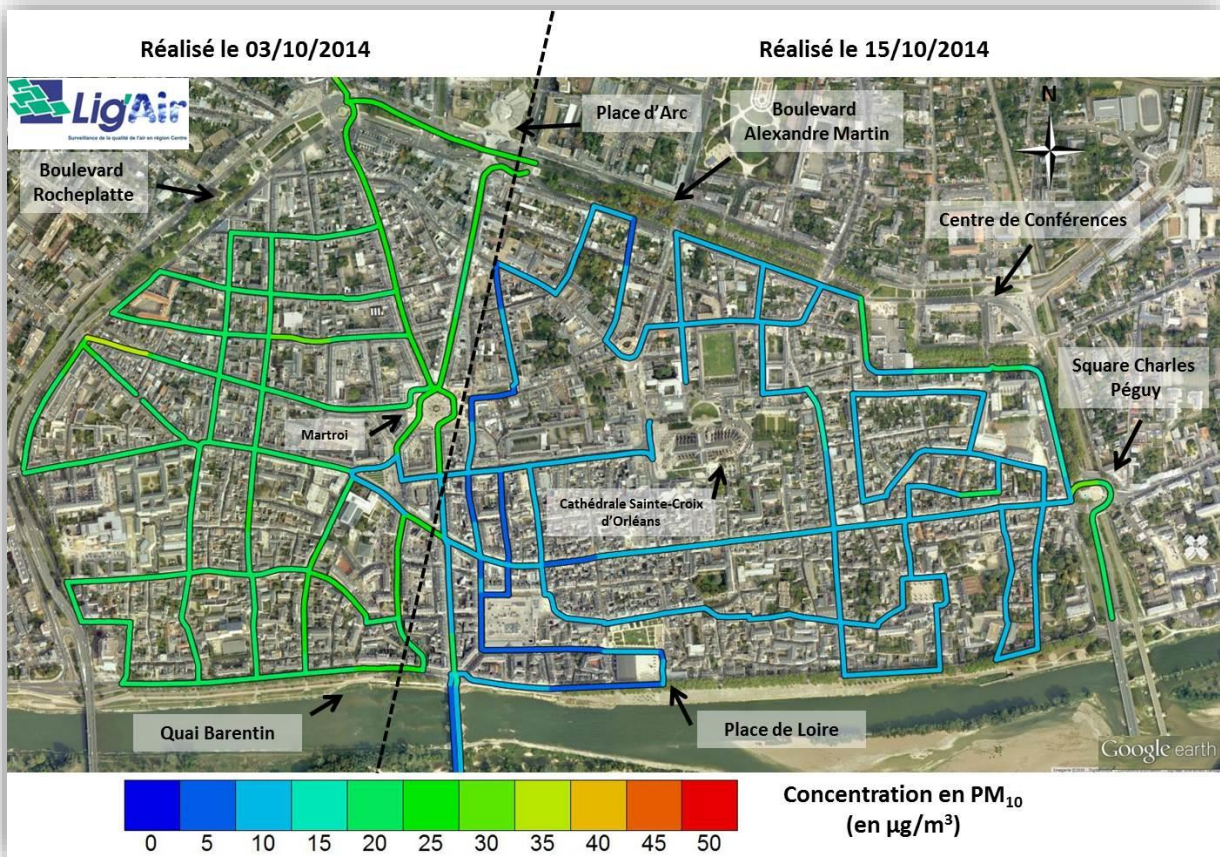 Réalisé le 03/10/2014
Réalisé le 15/10/2014
Lig'Air
Surveillance de la qualité de l'air en région Centre
Place d'Arc
Boulevard
Alexandre Martin
N
Boulevard
Rocheplatte
Centre de Conférences
Square Charles
Péguy
Martroi
Cathédrale Sainte-Croix
d'Orléans
Quai Barentin
Place de Loire
Google earth
0 5 10 15 20 25 30 35 40 45 50
Concentration en PM₁₀
(en µg/m³)